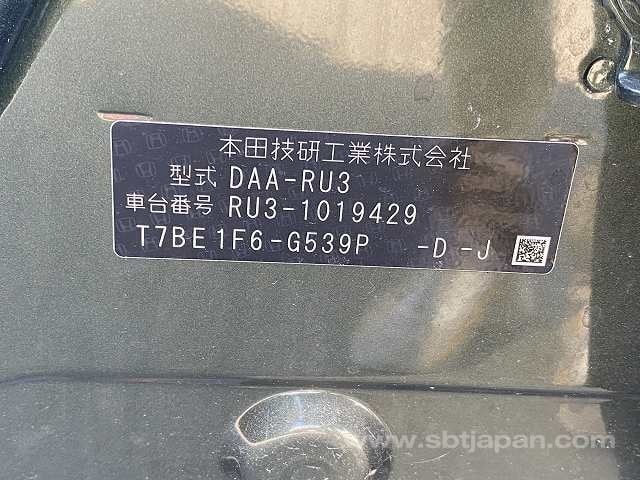 本田技研工業株式会社
型式 DAA-RU3
車台番号 RU3-1019429
T7BE1F6-G539P -D -J
www.sbtjapan.com